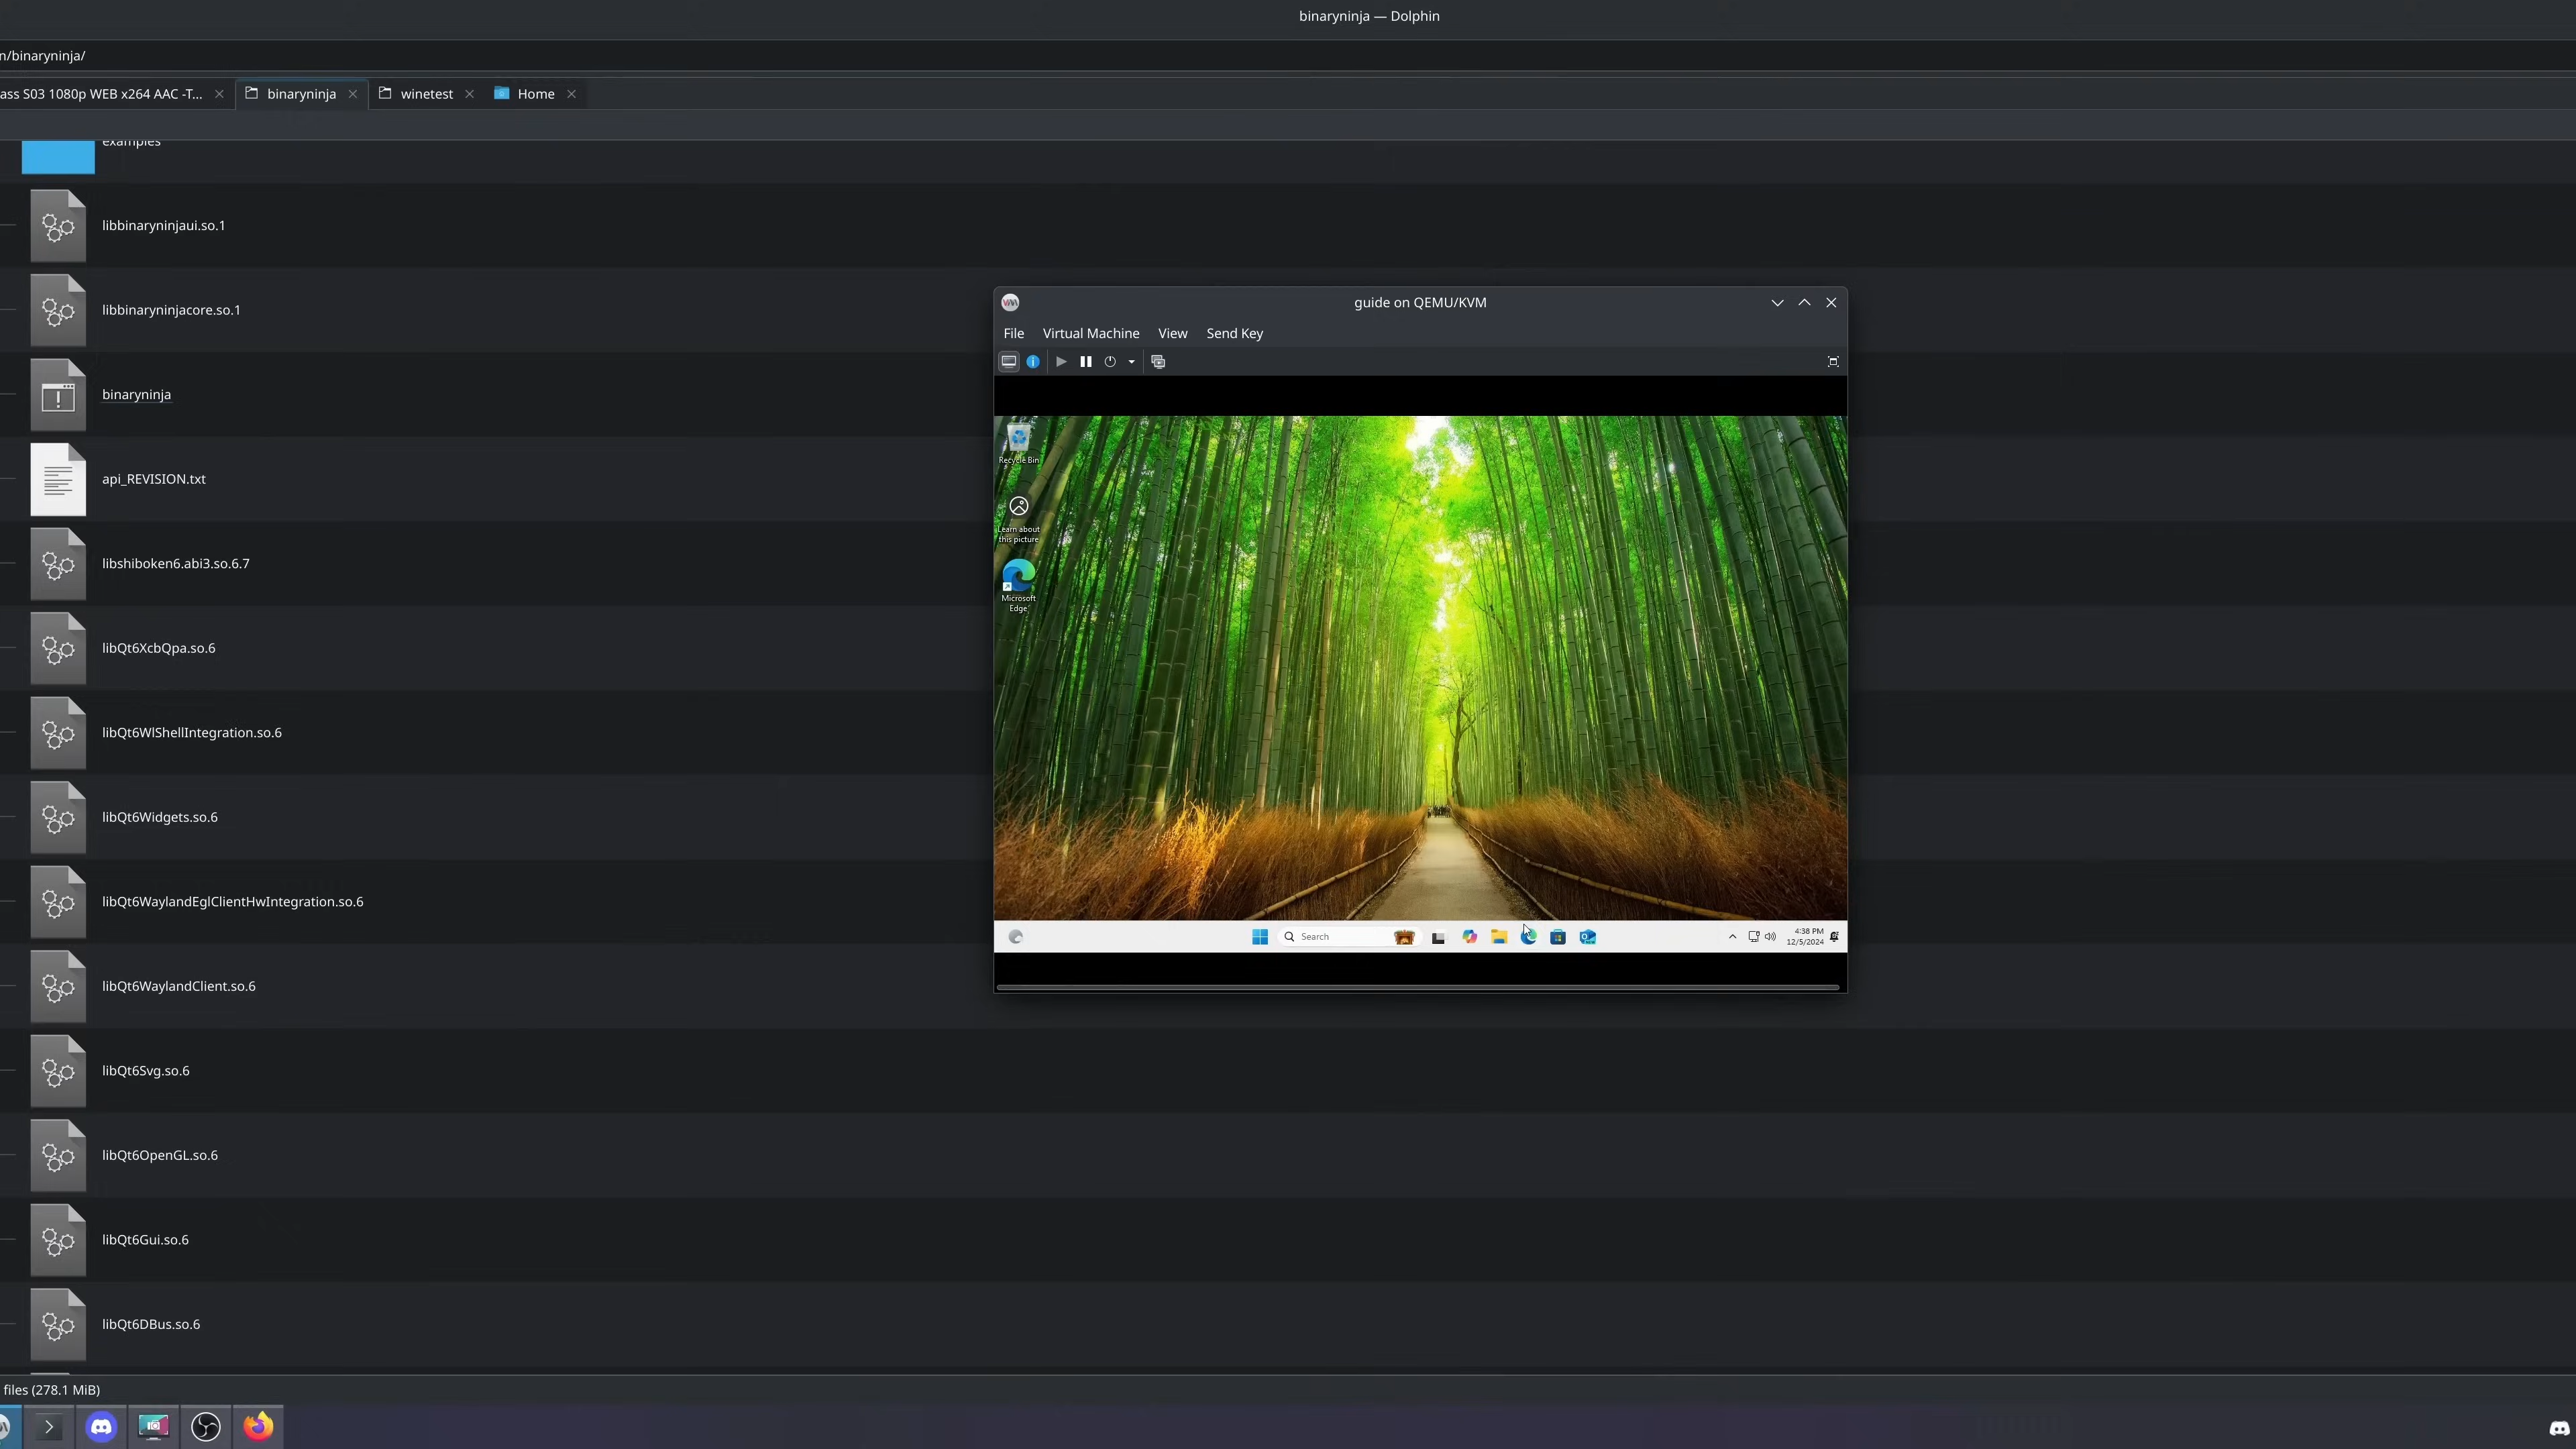 binaryninja — Dolphin
n/binaryninja/
ass S03 1080p WEB x264 AAC -T...
binaryninja
winetest
Home
examples
libbinaryninjaui.so.1
libbinaryninjacore.so.1
binaryninja
api_REVISION.txt
libshiboken6.abi3.so.6.7
libQt6XcbQpa.so.6
libQt6WlShellIntegration.so.6
libQt6Widgets.so.6
libQt6WaylandEglClientHwIntegration.so.6
libQt6WaylandClient.so.6
libQt6Svg.so.6
libQt6OpenGL.so.6
libQt6Gui.so.6
libQt6DBus.so.6
files (278.1 MiB)
guide on QEMU/KVM
File Virtual Machine View Send Key
Recycle Bin
Learn about
this picture
Microsoft
Edge
Search
4:38 PM
12/5/2024